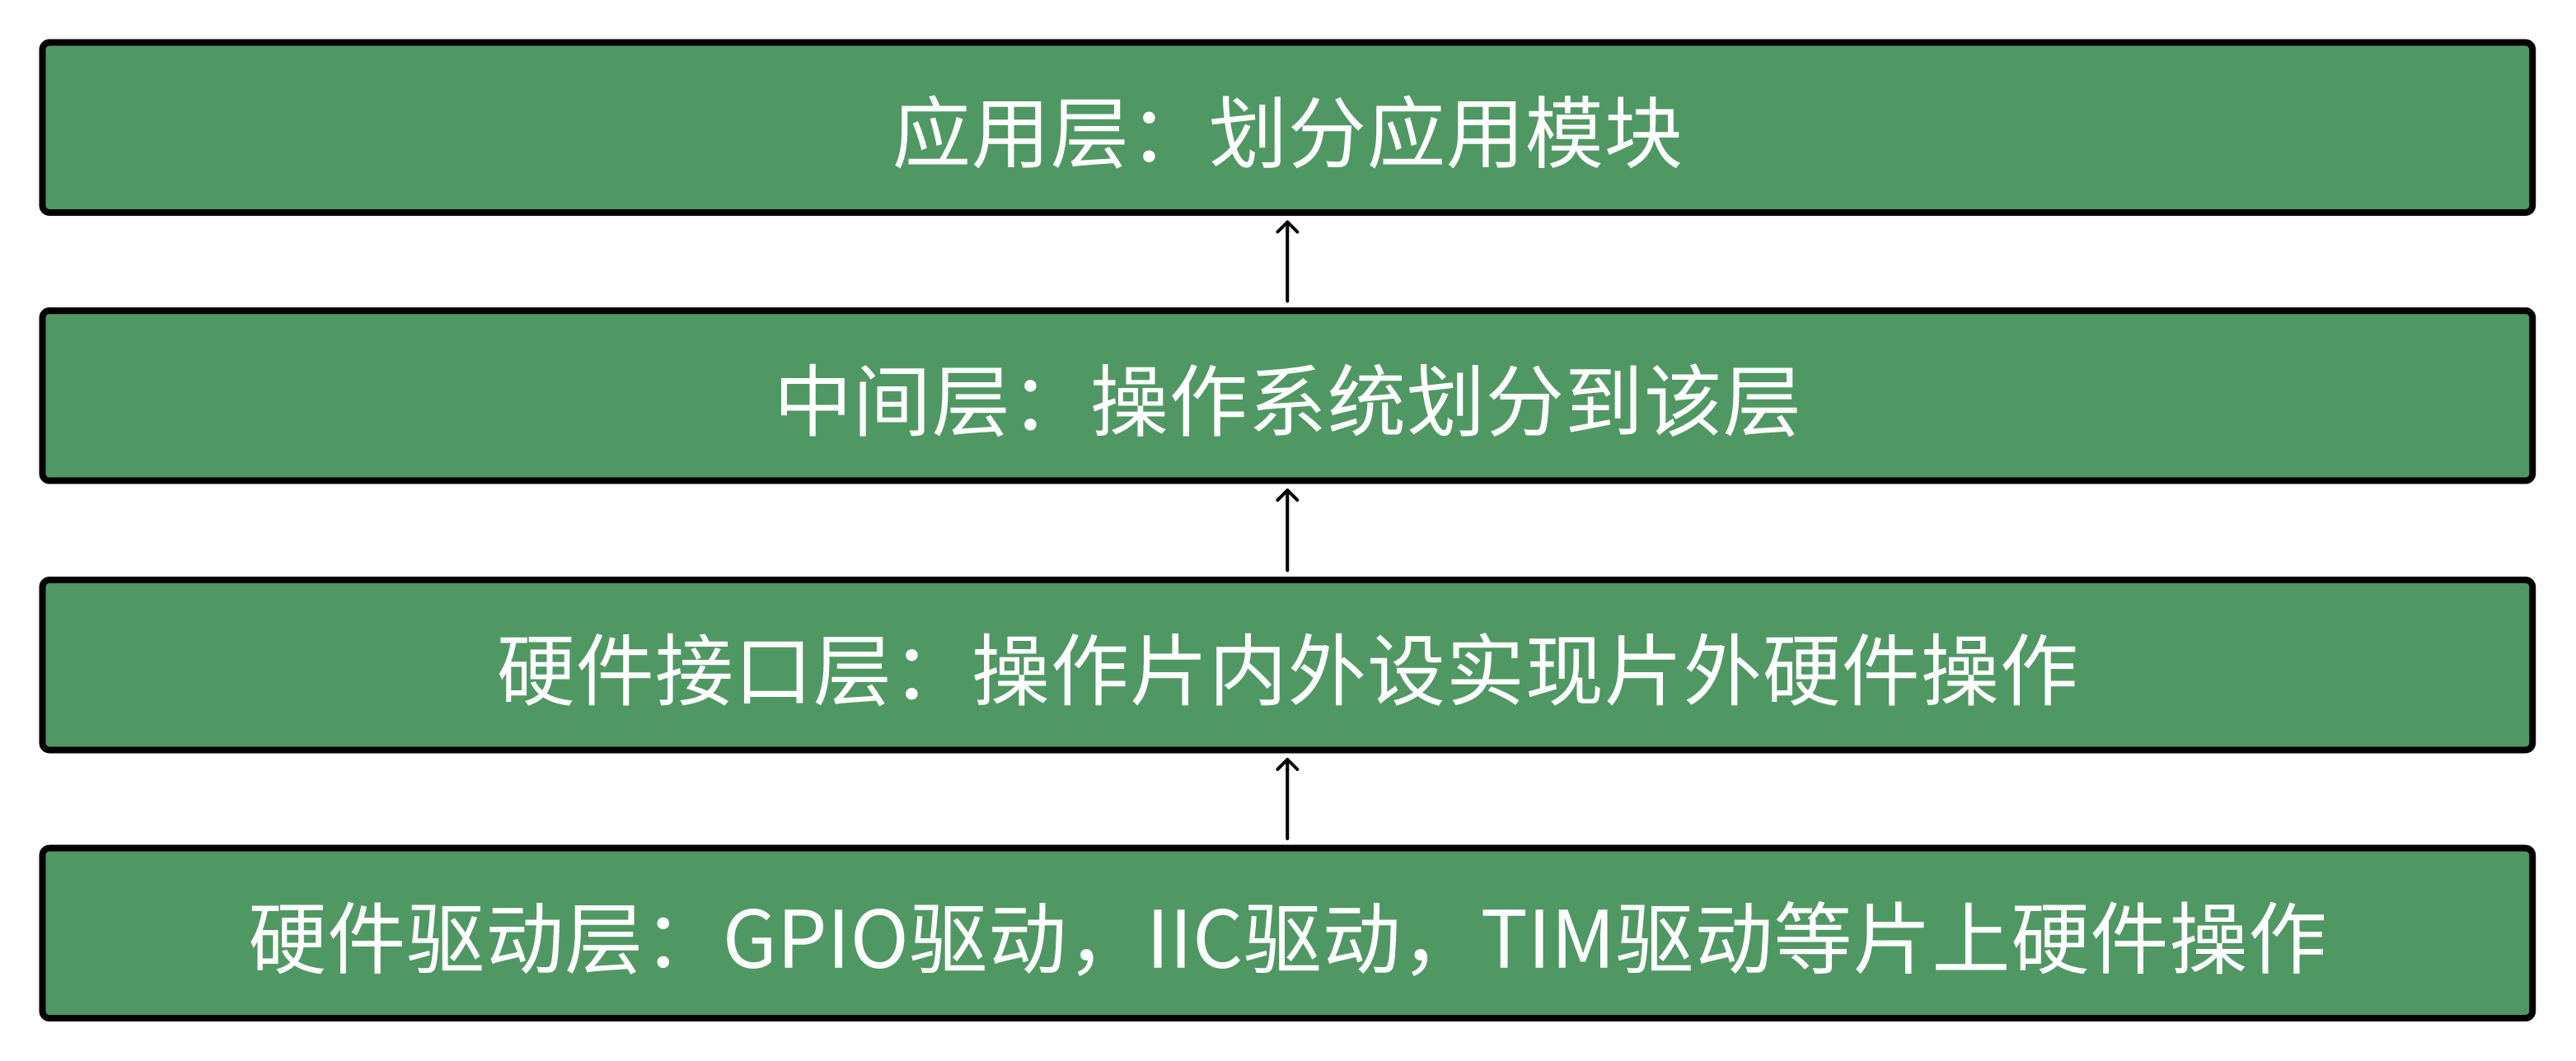 应用层：划分应用模块
中间层：操作系统划分到该层
硬件接口层：操作片内外设实现片外硬件操作
硬件驱动层：GPIO驱动，IIC驱动，TIM驱动等片上硬件操作